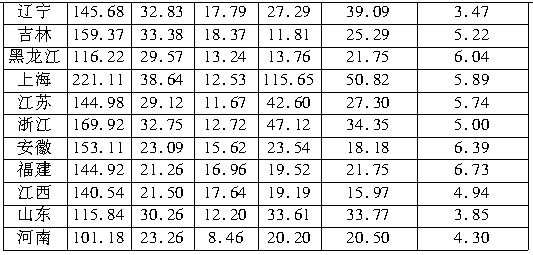 辽宁 145.68 32.83 17.79 27.29 39.09 3.47
吉林 159.37 33.38 18.37 11.81 25.29 5.22
黑龙江 116.22 29.57 13.24 13.76 21.75 6.04
上海 221.11 38.64 12.53 115.65 50.82 5.89
江苏 144.98 29.12 11.67 42.60 27.30 5.74
浙江 169.92 32.75 12.72 47.12 34.35 5.00
安徽 153.11 23.09 15.62 23.54 18.18 6.39
福建 144.92 21.26 16.96 19.52 21.75 6.73
江西 140.54 21.50 17.64 19.19 15.97 4.94
山东 115.84 30.26 12.20 33.61 33.77 3.85
河南 101.18 23.26 8.46 20.20 20.50 4.30